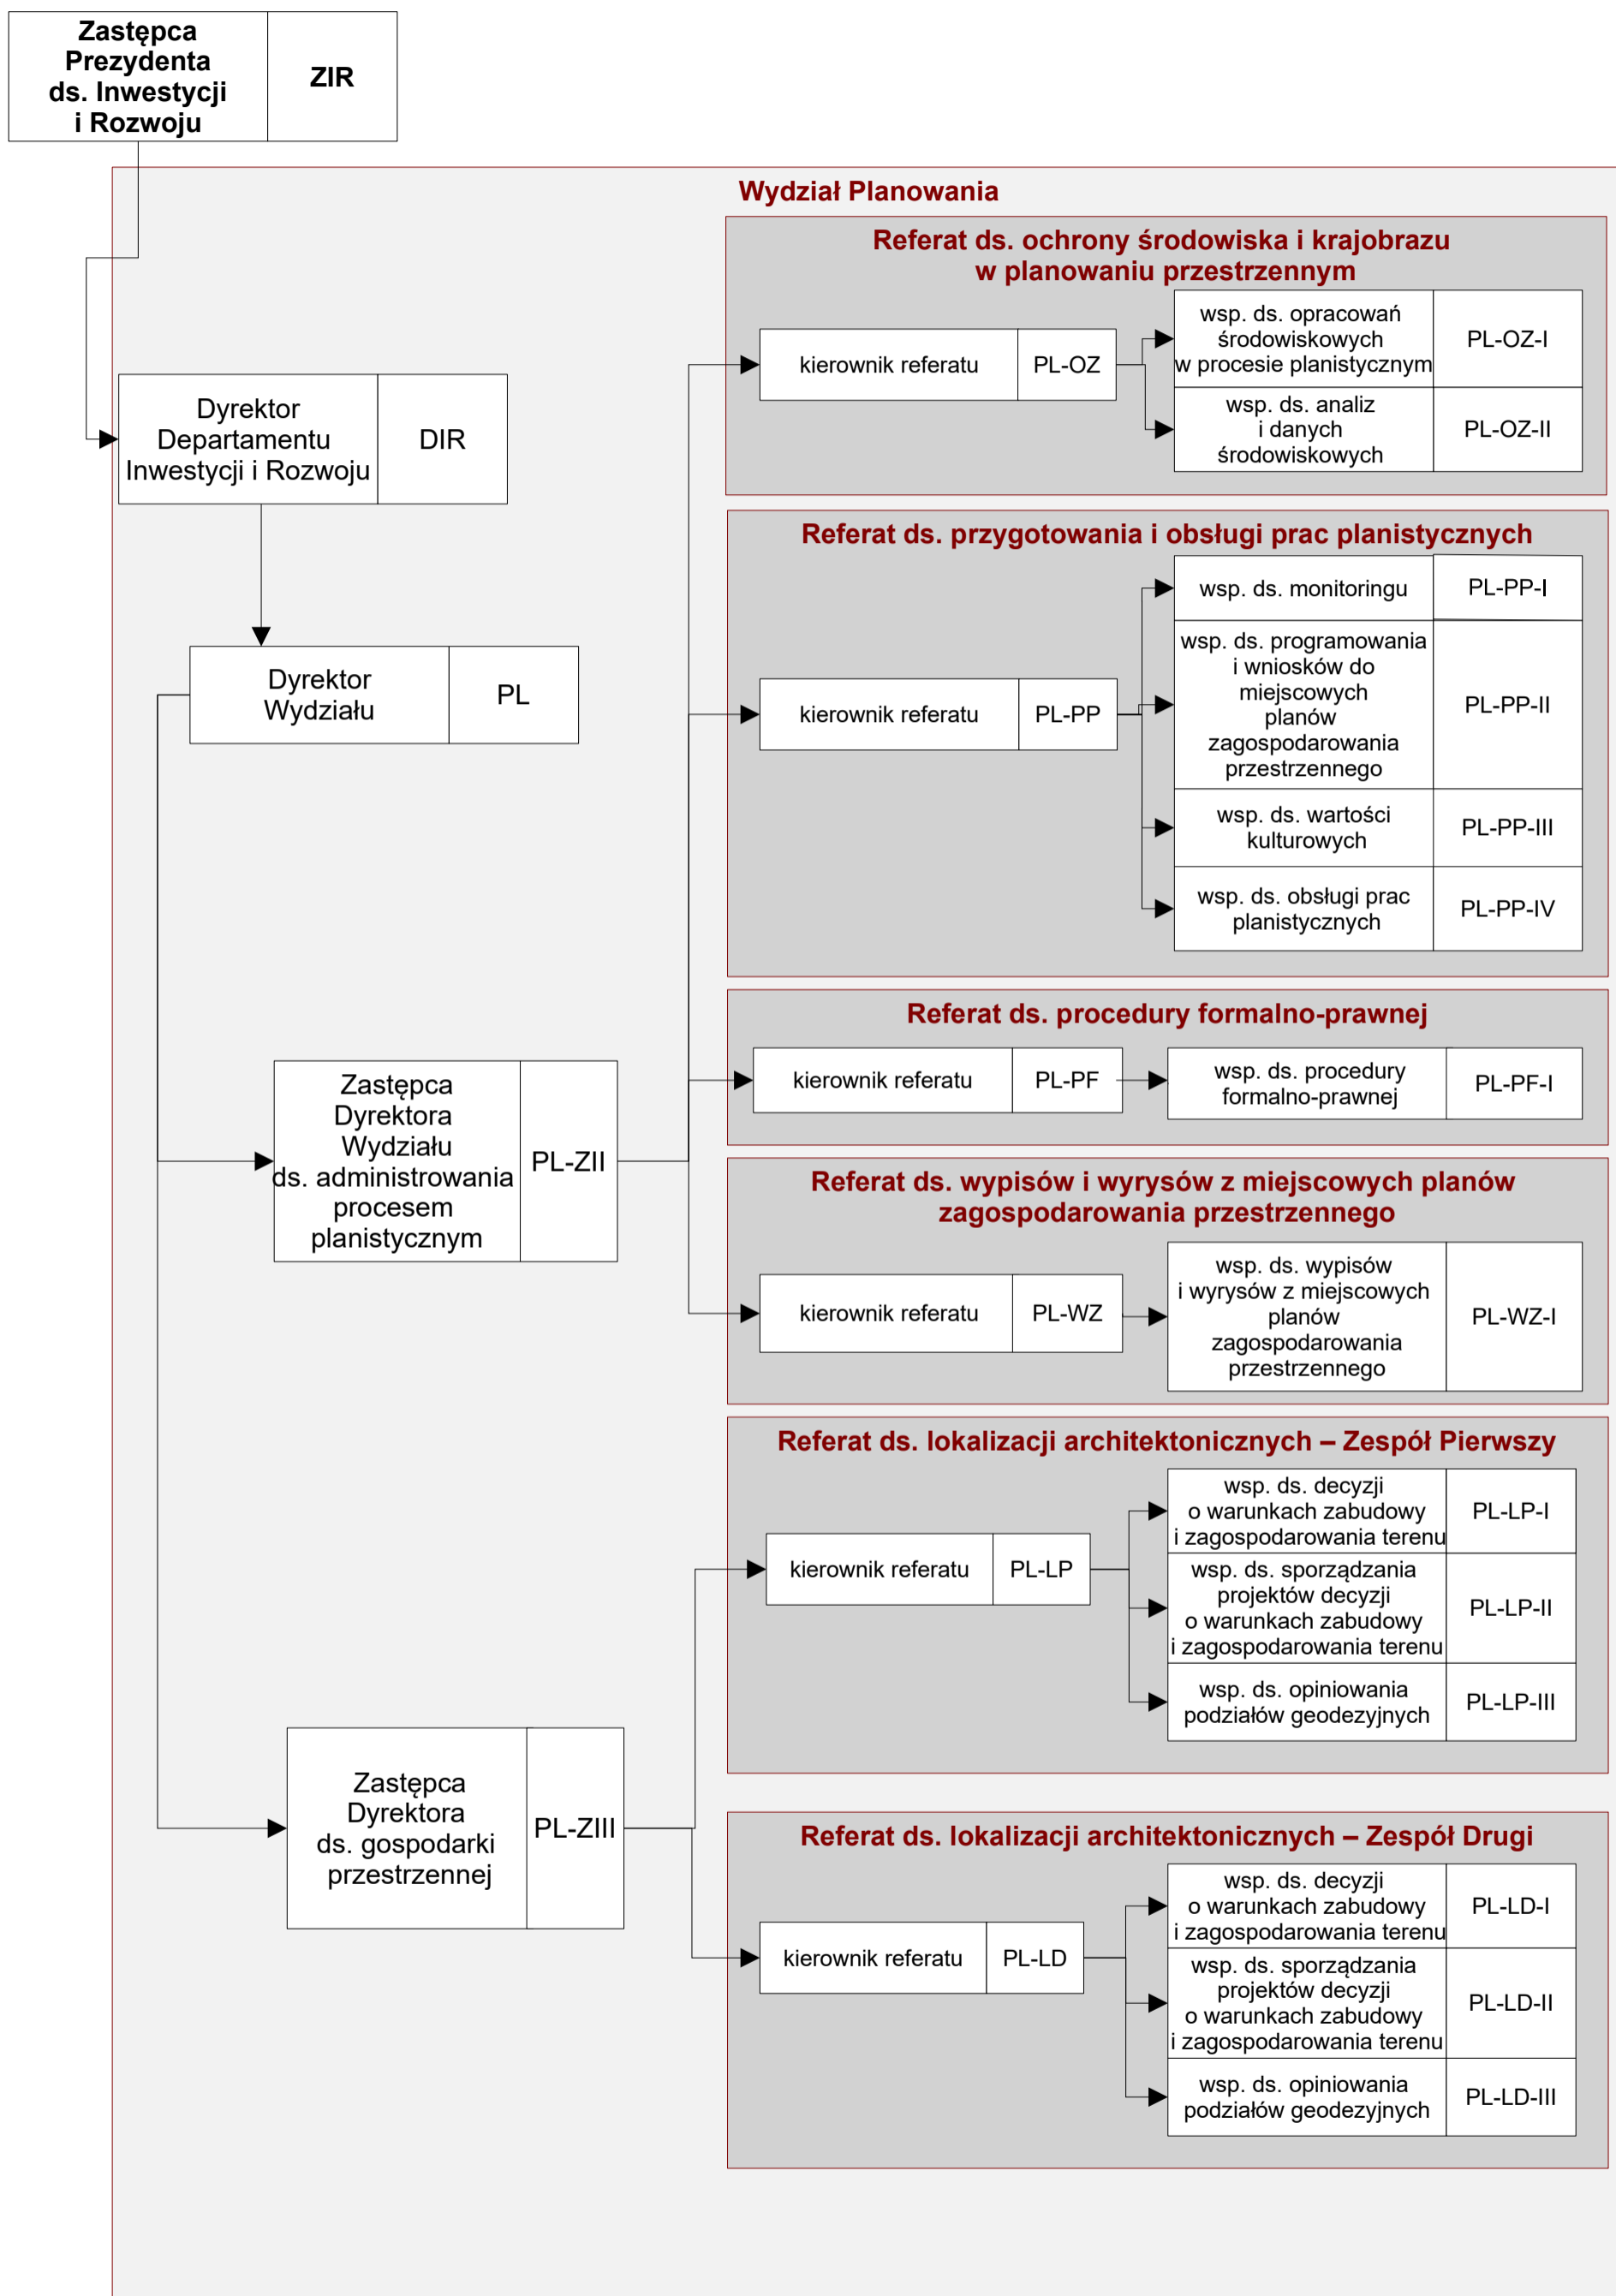 Zastępca
Prezydenta
ds. Inwestycji
i Rozwoju
ZIR
Wydział Planowania
Dyrektor
Departamentu
Inwestycji i Rozwoju
DIR
Dyrektor
Wydziału
PL
Zastępca
Dyrektora
Wydziału
ds. administrowania
procesem
planistycznym
PL-ZII
Zastępca
Dyrektora
ds. gospodarki
przestrzennej
PL-ZIII
Referat ds. ochrony środowiska i krajobrazu
w planowaniu przestrzennym
kierownik referatu
PL-OZ
wsp. ds. opracowań
środowiskowych
w procesie planistycznym
PL-OZ-I
wsp. ds. analiz
i danych
środowiskowych
PL-OZ-II
Referat ds. przygotowania i obsługi prac planistycznych
kierownik referatu
PL-PP
wsp. ds. monitoringu
PL-PP-I
wsp. ds. programowania
i wniosków do
miejscowych
planów
zagospodarowania
przestrzennego
PL-PP-II
wsp. ds. wartości
kulturowych
PL-PP-III
wsp. ds. obsługi prac
planistycznych
PL-PP-IV
Referat ds. procedury formalno-prawnej
kierownik referatu
PL-PF
wsp. ds. procedury
formalno-prawnej
PL-PF-I
Referat ds. wypisów i wyrysów z miejscowych planów
zagospodarowania przestrzennego
kierownik referatu
PL-WZ
wsp. ds. wypisów
i wyrysów z miejscowych
planów
zagospodarowania
przestrzennego
PL-WZ-I
Referat ds. lokalizacji architektonicznych – Zespół Pierwszy
kierownik referatu
PL-LP
wsp. ds. decyzji
o warunkach zabudowy
i zagospodarowania terenu
PL-LP-I
wsp. ds. sporządzania
projektów decyzji
o warunkach zabudowy
i zagospodarowania terenu
PL-LP-II
wsp. ds. opiniowania
podziałów geodezyjnych
PL-LP-III
Referat ds. lokalizacji architektonicznych – Zespół Drugi
kierownik referatu
PL-LD
wsp. ds. decyzji
o warunkach zabudowy
i zagospodarowania terenu
PL-LD-I
wsp. ds. sporządzania
projektów decyzji
o warunkach zabudowy
i zagospodarowania terenu
PL-LD-II
wsp. ds. opiniowania
podziałów geodezyjnych
PL-LD-III